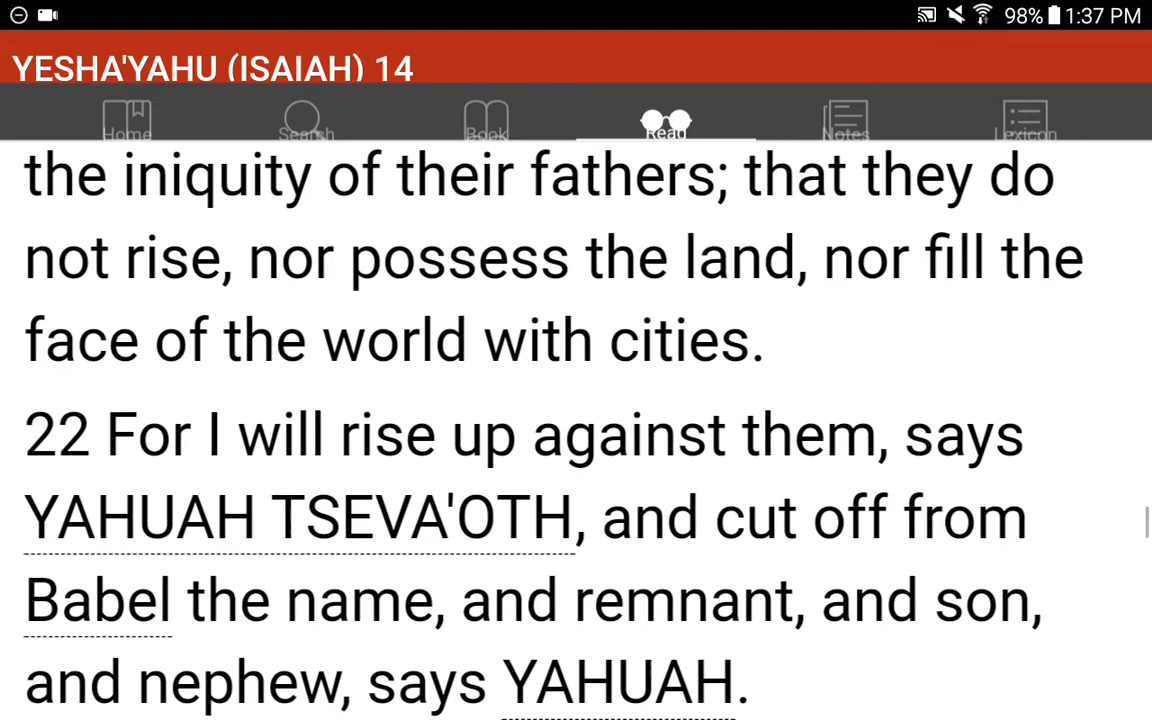 98% 1:37 PM
YESHA'YAHU (ISAIAH) 14
Home Search Book Read Notes Lexicon
the iniquity of their fathers; that they do
not rise, nor possess the land, nor fill the
face of the world with cities.
22 For I will rise up against them, says
YAHUAH TSEVA'OTH, and cut off from
Babel the name, and remnant, and son,
and nephew, says YAHUAH.